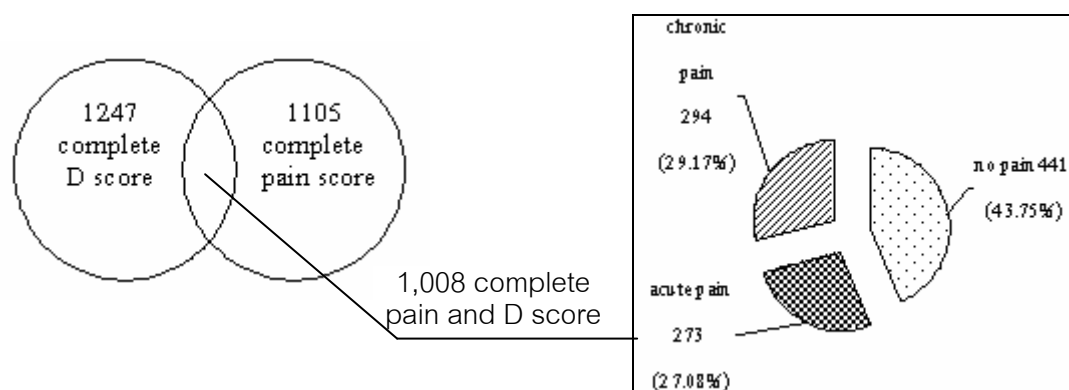 1247
complete
D score
1105
complete
pain score
1,008 complete
pain and D score
chronic
pain
294
(29.17%)
no pain 441
(43.75%)
acute pain
273
(27.08%)